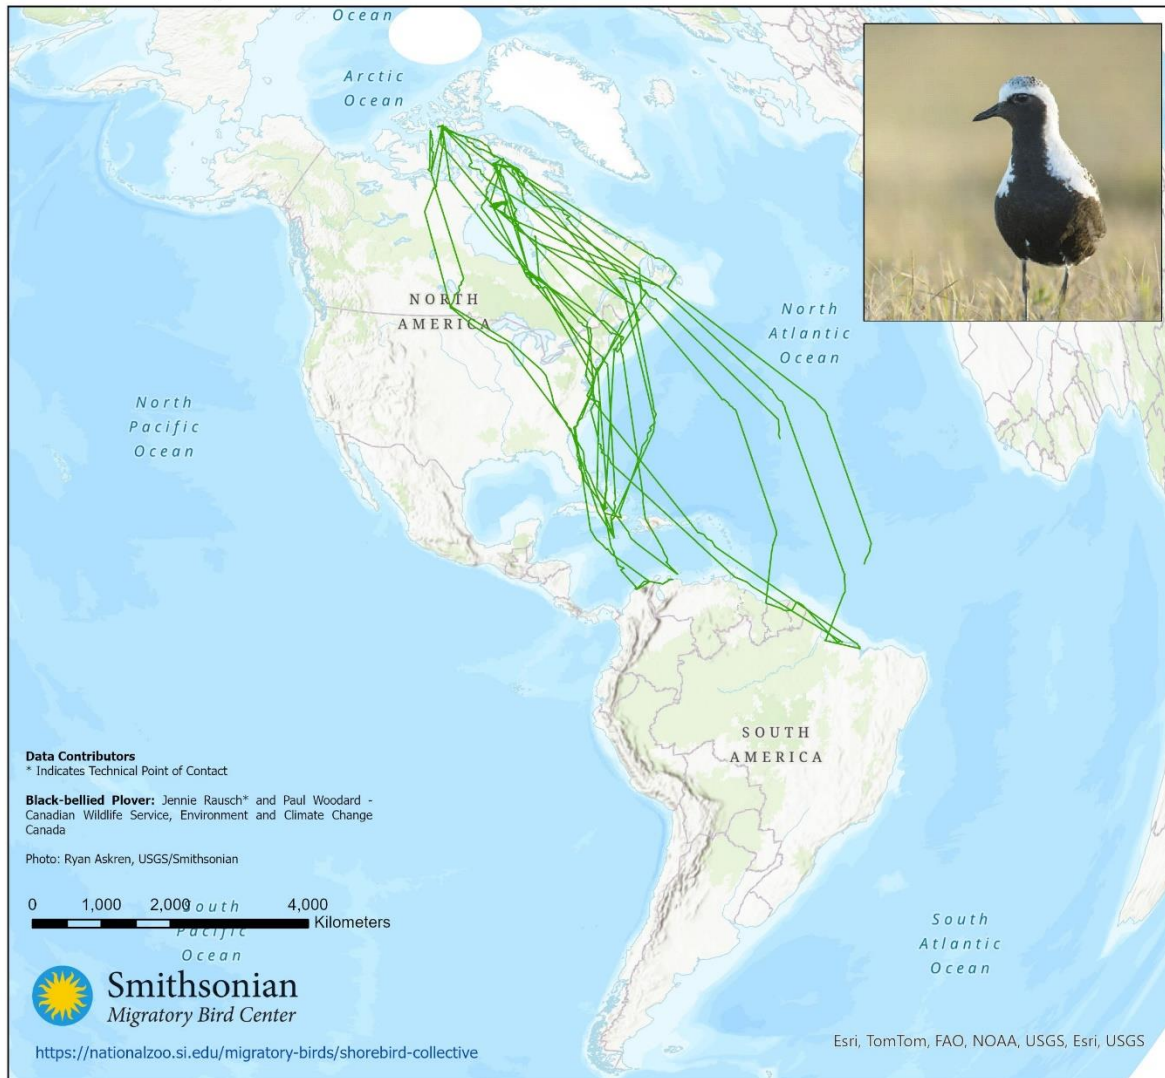 Ocean
Arctic
Ocean
NORTH
AMERICA
North
Atlantic
Ocean
North
Pacific
Ocean
SOUTH
AMERICA
Data Contributors
* Indicates Technical Point of Contact
Black-bellied Plover: Jennie Rausch* and Paul Woodard -
Canadian Wildlife Service, Environment and Climate Change
Canada
Photo: Ryan Askren, USGS/Smithsonian
0 1,000 2,000 4,000
Kilometers
South
Pacific
Ocean
South
Atlantic
Ocean
Smithsonian
Migratory Bird Center
https://nationalzoo.si.edu/migratory-birds/shorebird-collective
Esri, TomTom, FAO, NOAA, USGS, Esri, USGS